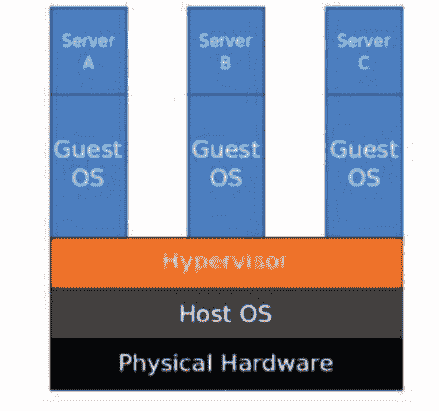 Server
A
Server
B
Server
C
Guest
OS
Guest
OS
Guest
OS
Hypervisor
Host OS
Physical Hardware